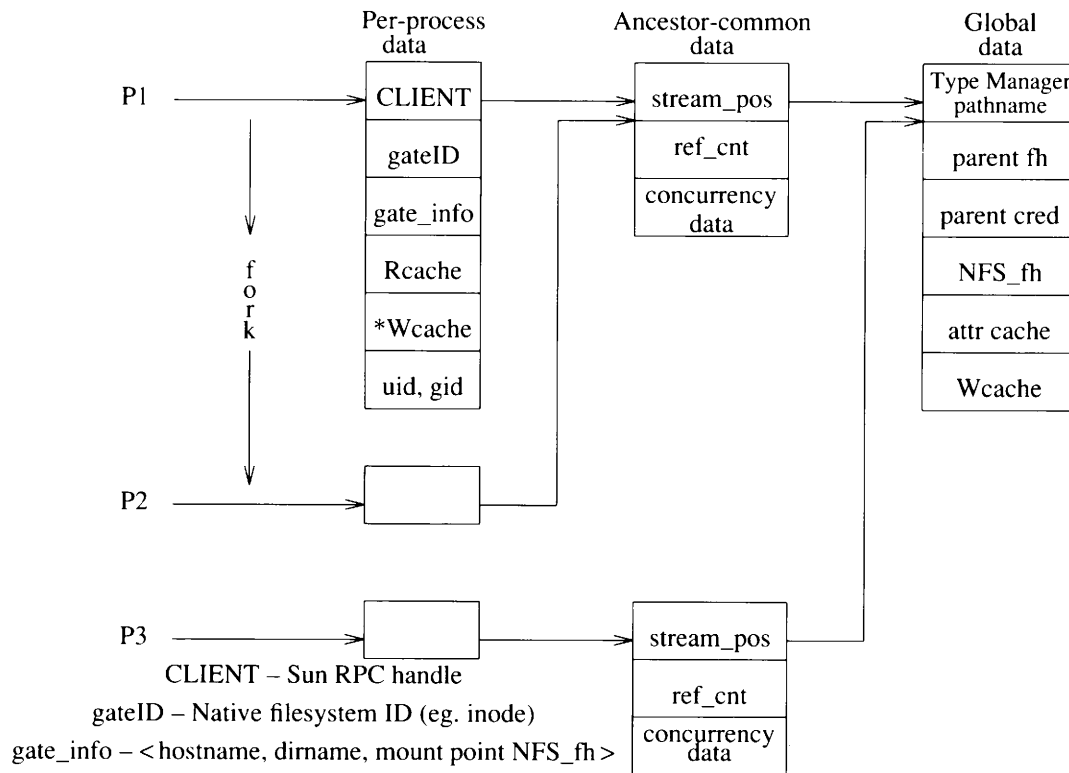 Per-process
data
Ancestor-common
data
Global
data
P1
CLIENT
gateID
gate_info
Rcache
*Wcache
uid, gid
stream_pos
ref_cnt
concurrency
data
Type Manager
pathname
parent fh
parent cred
NFS_fh
attr cache
Wcache
fork
P2
P3
stream_pos
ref_cnt
concurrency
data
CLIENT – Sun RPC handle
gateID – Native filesystem ID (eg. inode)
gate_info – <hostname, dirname, mount point NFS_fh>